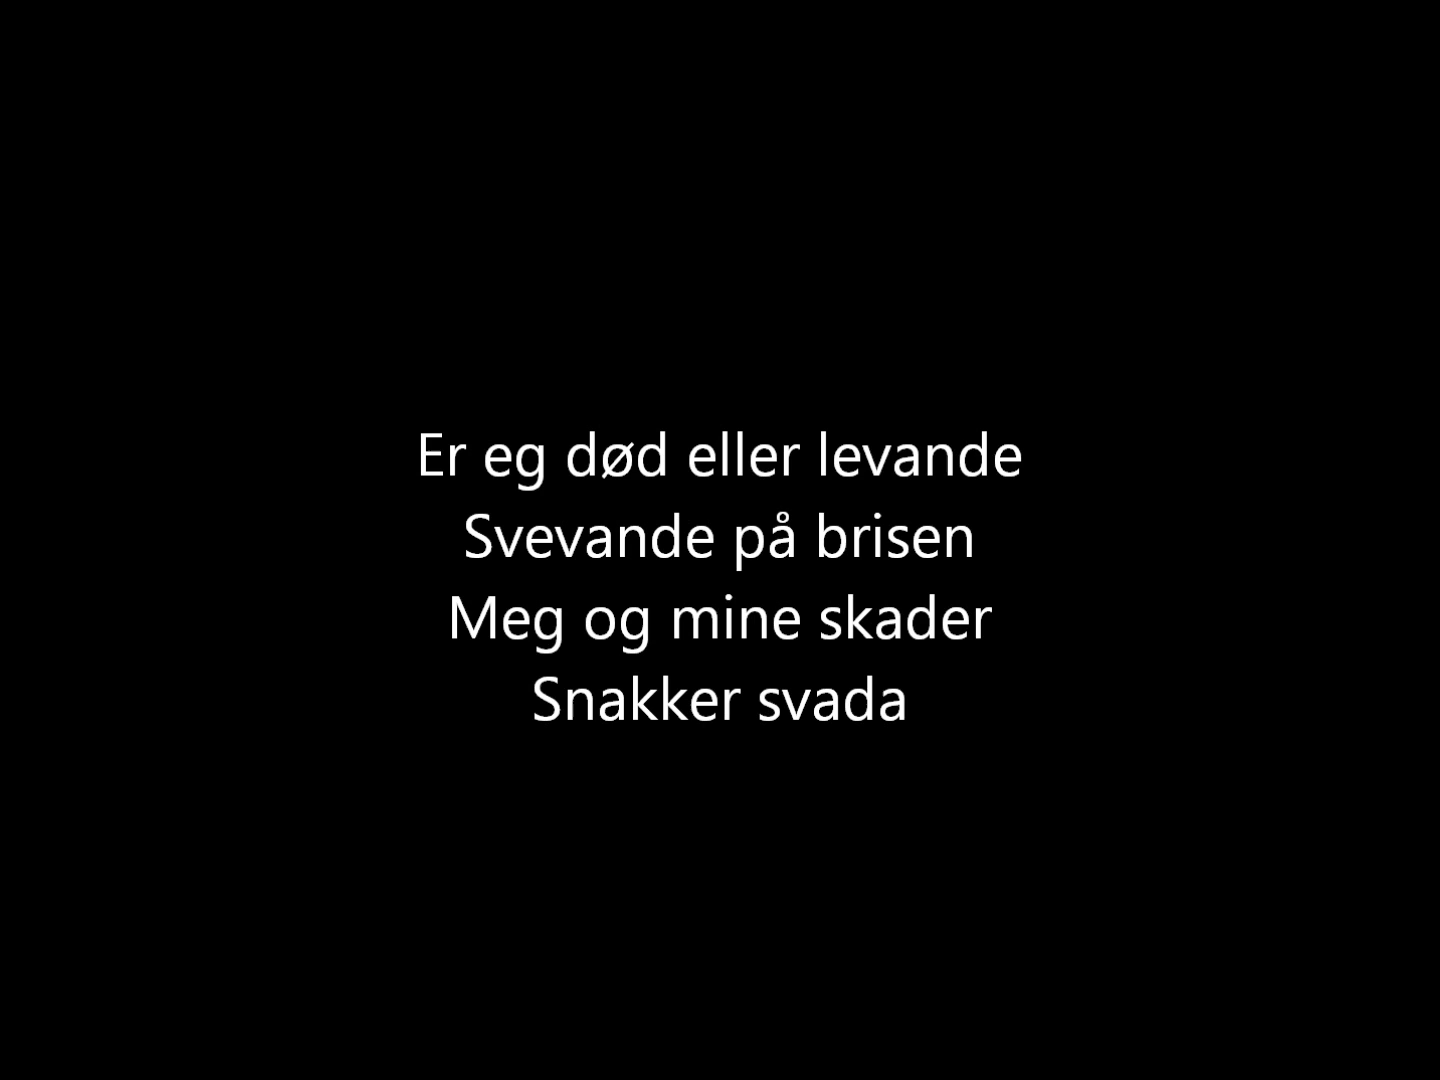 Er eg død eller levande
Svevande på brisen
Meg og mine skader
Snakker svada